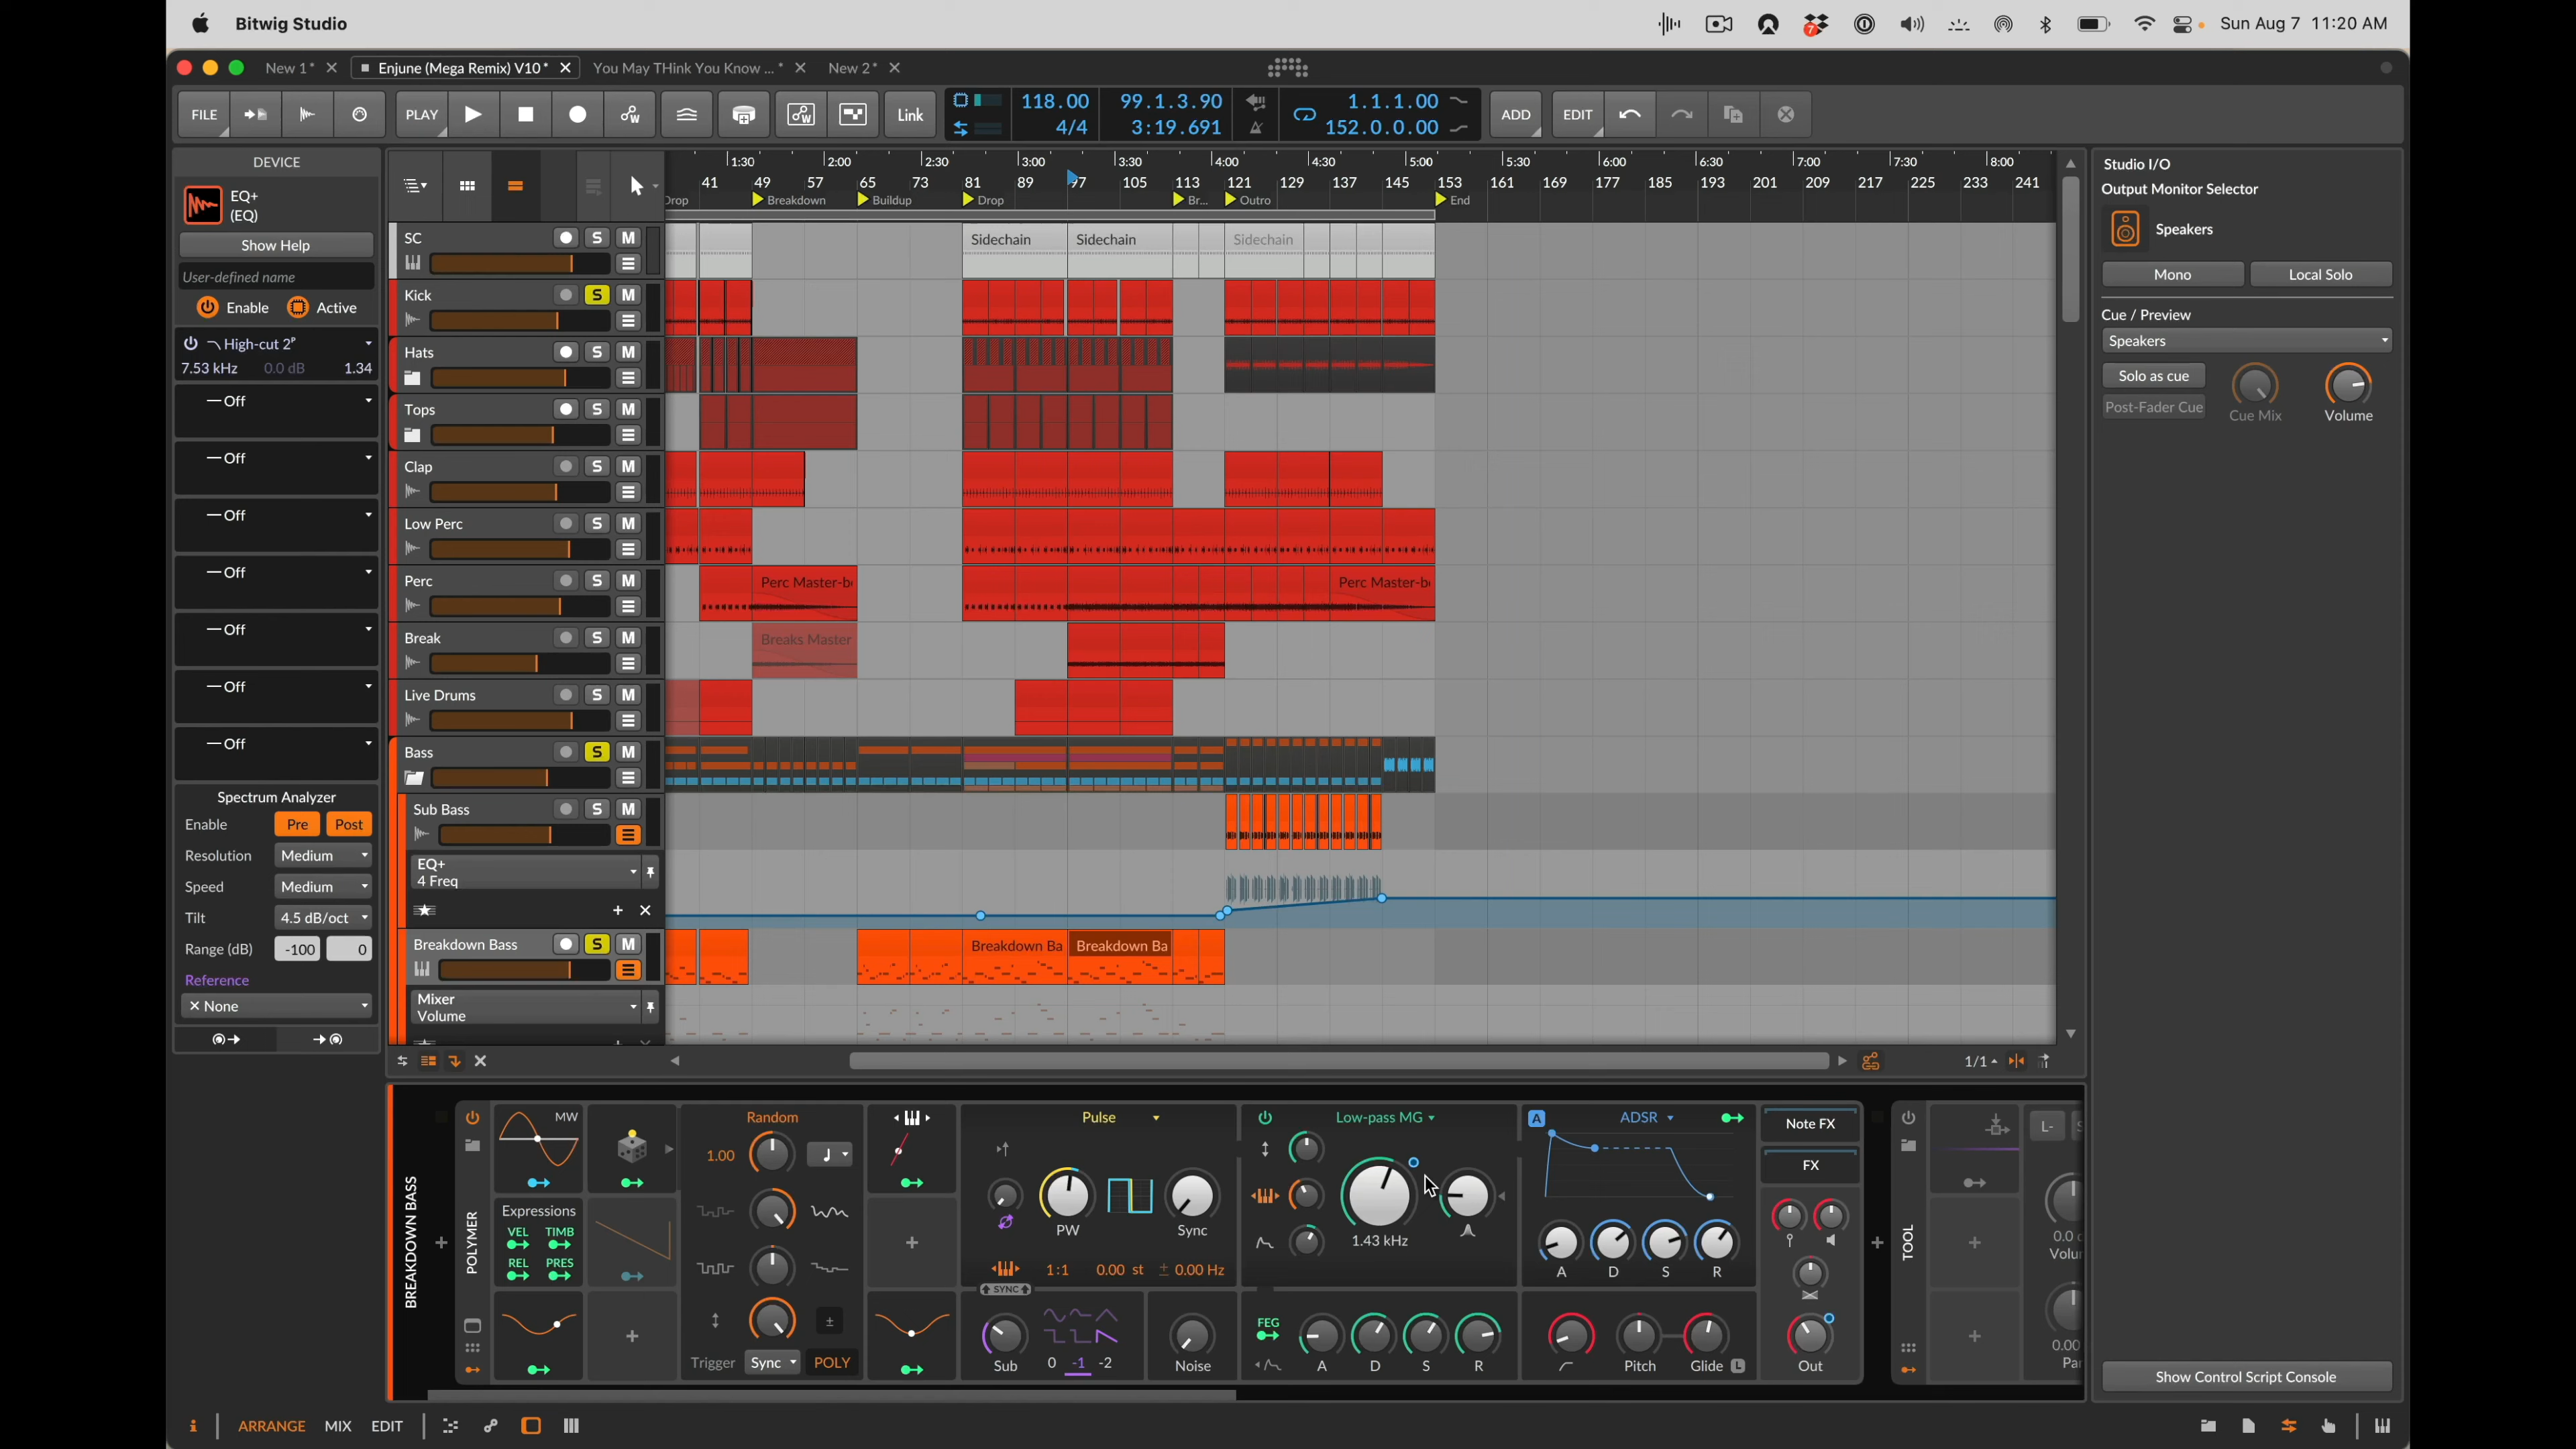 Bitwig Studio
7
Sun Aug 7 11:20 AM
New 1*
Enjune (Mega Remix) V10*
You May THink You Know ... *
New 2*
FILE
PLAY
Link
118.00
4/4
99.1.3.90
3:19.691
1.1.1.00
152.0.0.00
ADD
EDIT
DEVICE
EQ+
(EQ)
Show Help
User-defined name
Enable
Active
High-cut 2P
7.53 kHz 0.0 dB 1.34
Off
Off
Off
Off
Off
Off
Off
Spectrum Analyzer
Enable Pre Post
Resolution Medium
Speed Medium
Tilt 4.5 dB/oct
Range (dB) -100 0
Reference
None
1:30 2:00 2:30 3:00 3:30 4:00 4:30 5:00 5:30 6:00 6:30 7:00 7:30 8:00
41 49 57 65 73 81 89 97 105 113 121 129 137 145 153 161 169 177 185 193 201 209 217 225 233 241
Drop Breakdown Buildup Drop Br... Outro End
SC S M
Sidechain Sidechain Sidechain
Kick S M
Hats S M
Tops S M
Clap S M
Low Perc S M
Perc S M
Perc Master-b Perc Master-b
Break S M
Breaks Master
Live Drums S M
Bass S M
Sub Bass S M
EQ+
4 Freq
Breakdown Bass S M
Breakdown Ba Breakdown Ba
Mixer
Volume
1/1
Studio I/O
Output Monitor Selector
Speakers
Mono Local Solo
Cue / Preview
Speakers
Solo as cue
Post-Fader Cue
Cue Mix
Volume
Show Control Script Console
BREAKDOWN BASS
POLYMER
MW
Expressions
VEL TIMB
REL PRES
Random
1.00
Trigger Sync POLY
Pulse
PW
Sync
1:1 0.00 st ± 0.00 Hz
SYNC
Sub
0 -1 -2
Noise
Low-pass MG
1.43 kHz
FEG
A D S R
A
ADSR
A D S R
Pitch
Glide L
Note FX
FX
Out
TOOL
L-
0.0
Volu
0.00
Pa
ARRANGE MIX EDIT